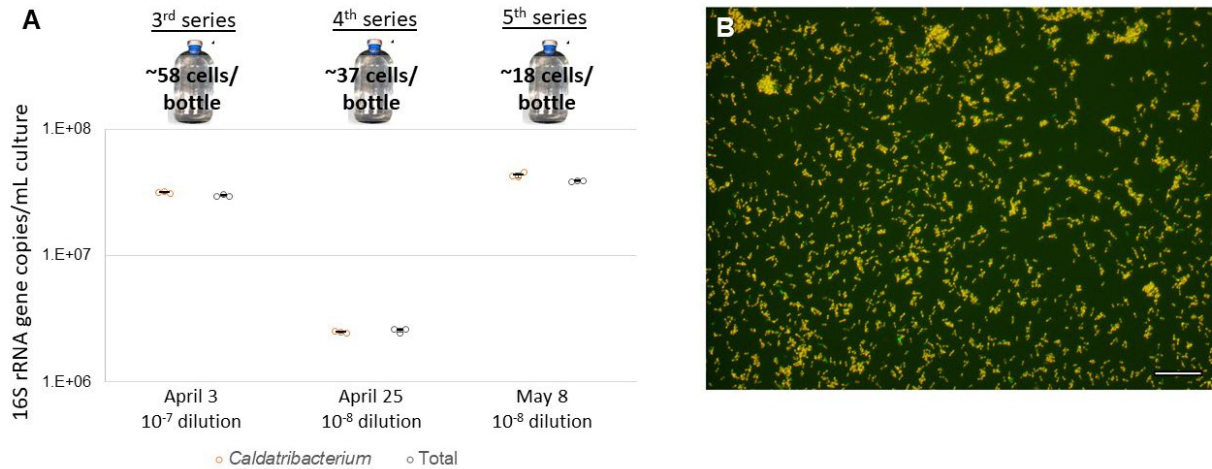 A
3rd series
4th series
5th series
~58 cells/
bottle
~37 cells/
bottle
~18 cells/
bottle
16S rRNA gene copies/mL culture
1.E+08
1.E+07
1.E+06
April 3
10-7 dilution
April 25
10-8 dilution
May 8
10-8 dilution
Caldatribacterium
Total
B